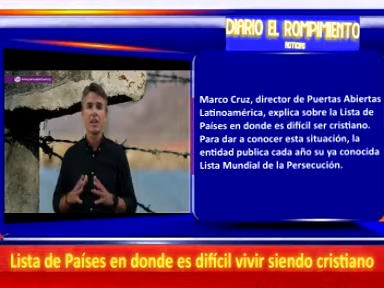 DIARIO EL ROMPIMIENTO
NOTICIAS
Marco Cruz, director de Puertas Abiertas
Latinoamérica, explica sobre la Lista de
Países en donde es difícil ser cristiano.
Para dar a conocer esta situación, la
entidad publica cada año su ya conocida
Lista Mundial de la Persecución.
Lista de Países en donde es difícil vivir siendo cristiano